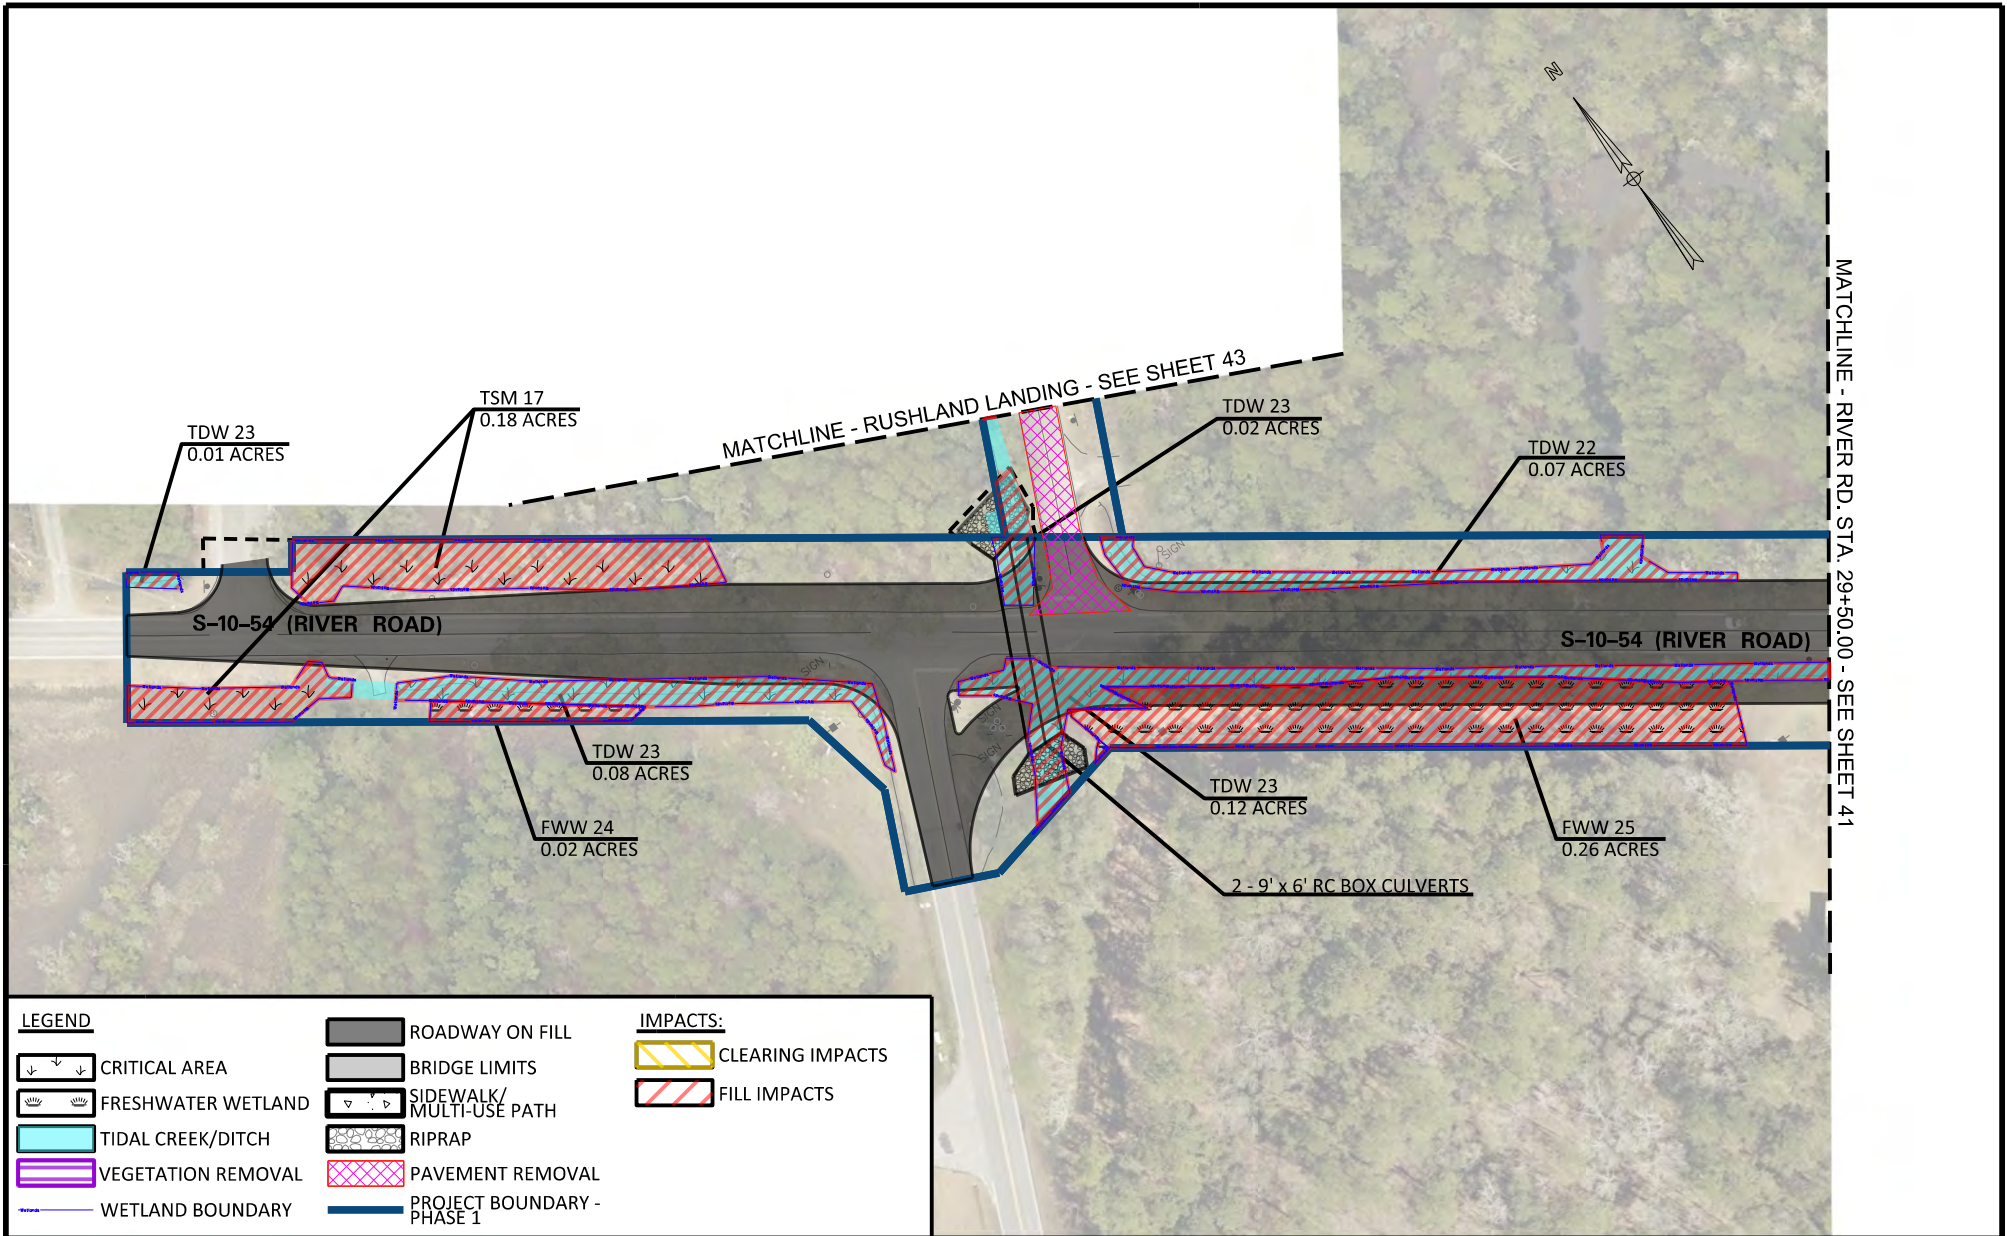 N
MATCHLINE - RUSHLAND LANDING - SEE SHEET 43
MATCHLINE - RIVER RD. STA. 29+50.00 - SEE SHEET 41
TSM 17
0.18 ACRES
TDW 23
0.01 ACRES
TDW 23
0.02 ACRES
TDW 22
0.07 ACRES
SIGN
S-10-54 (RIVER ROAD)
S-10-54 (RIVER ROAD)
SIGN
SIGN
SIGN
TDW 23
0.08 ACRES
TDW 23
0.12 ACRES
FWW 24
0.02 ACRES
FWW 25
0.26 ACRES
2 - 9' x 6' RC BOX CULVERTS
LEGEND
CRITICAL AREA
FRESHWATER WETLAND
TIDAL CREEK/DITCH
VEGETATION REMOVAL
WETLAND BOUNDARY
ROADWAY ON FILL
BRIDGE LIMITS
SIDEWALK/
MULTI-USE PATH
RIPRAP
PAVEMENT REMOVAL
PROJECT BOUNDARY -
PHASE 1
IMPACTS:
CLEARING IMPACTS
FILL IMPACTS